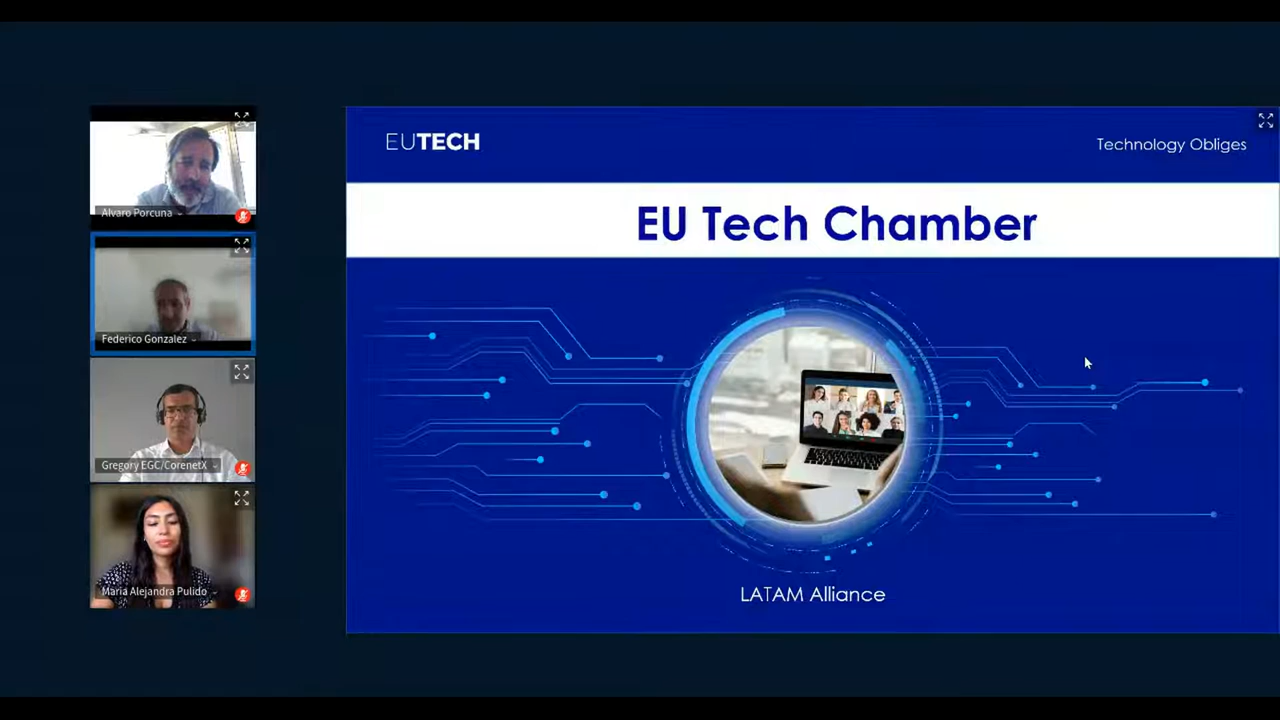 Alvaro Porcuna
Federico Gonzalez
Gregory EGC/CorenetX
Maria Alejandra Pulido
EUTECH
Technology Obliges
EU Tech Chamber
LATAM Alliance